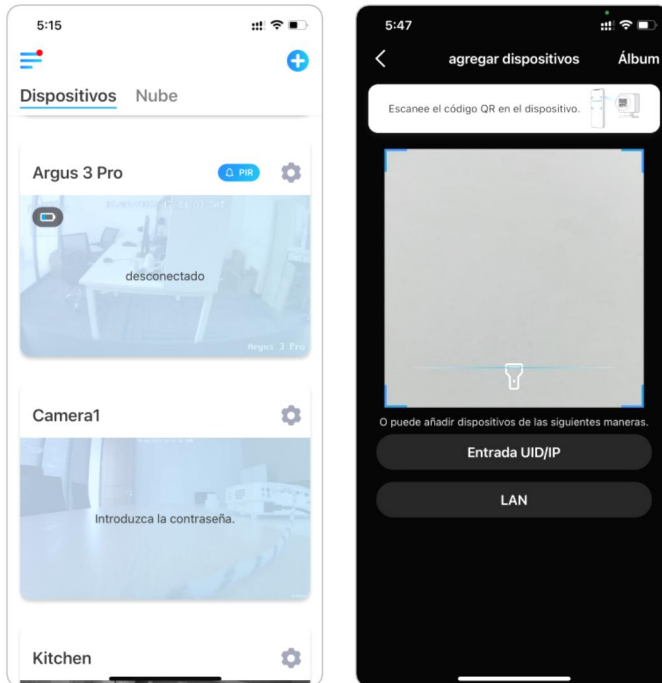 5:15
Dispositivos Nube
Argus 3 Pro PIR
desconectado
Argus 3 Pro
Camera1
Introduzca la contraseña.
Kitchen
5:47
agregar dispositivos Álbum
Escanee el código QR en el dispositivo.
O puede añadir dispositivos de las siguientes maneras.
Entrada UID/IP
LAN